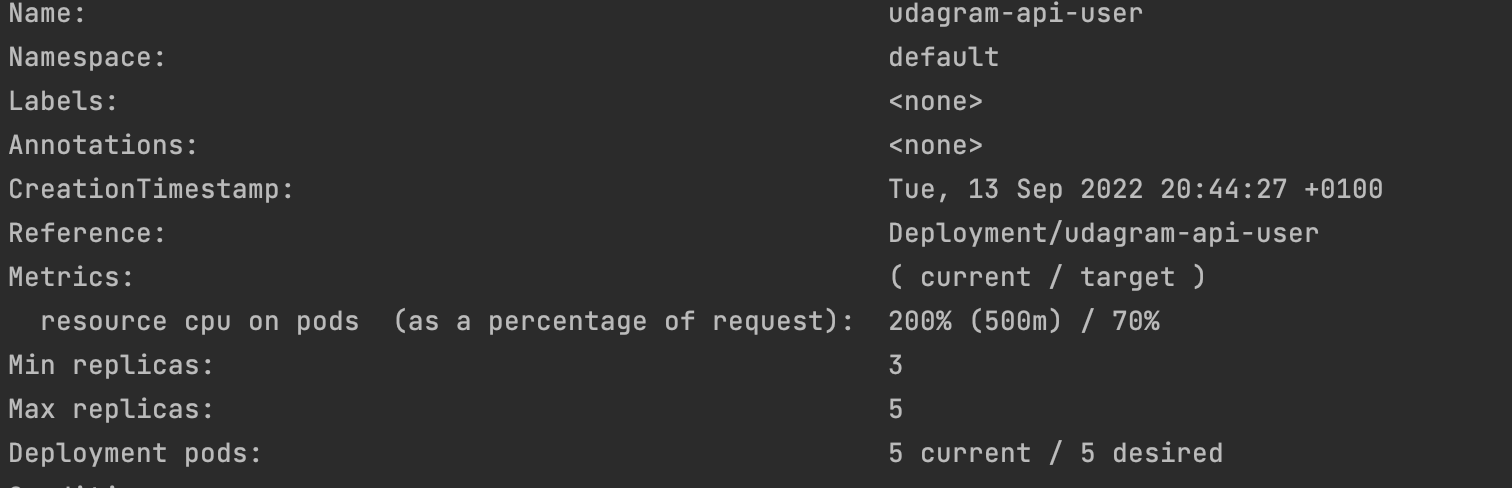 Name: udagram-api-user
Namespace: default
Labels: <none>
Annotations: <none>
CreationTimestamp: Tue, 13 Sep 2022 20:44:27 +0100
Reference: Deployment/udagram-api-user
Metrics: ( current / target )
resource cpu on pods (as a percentage of request): 200% (500m) / 70%
Min replicas: 3
Max replicas: 5
Deployment pods: 5 current / 5 desired